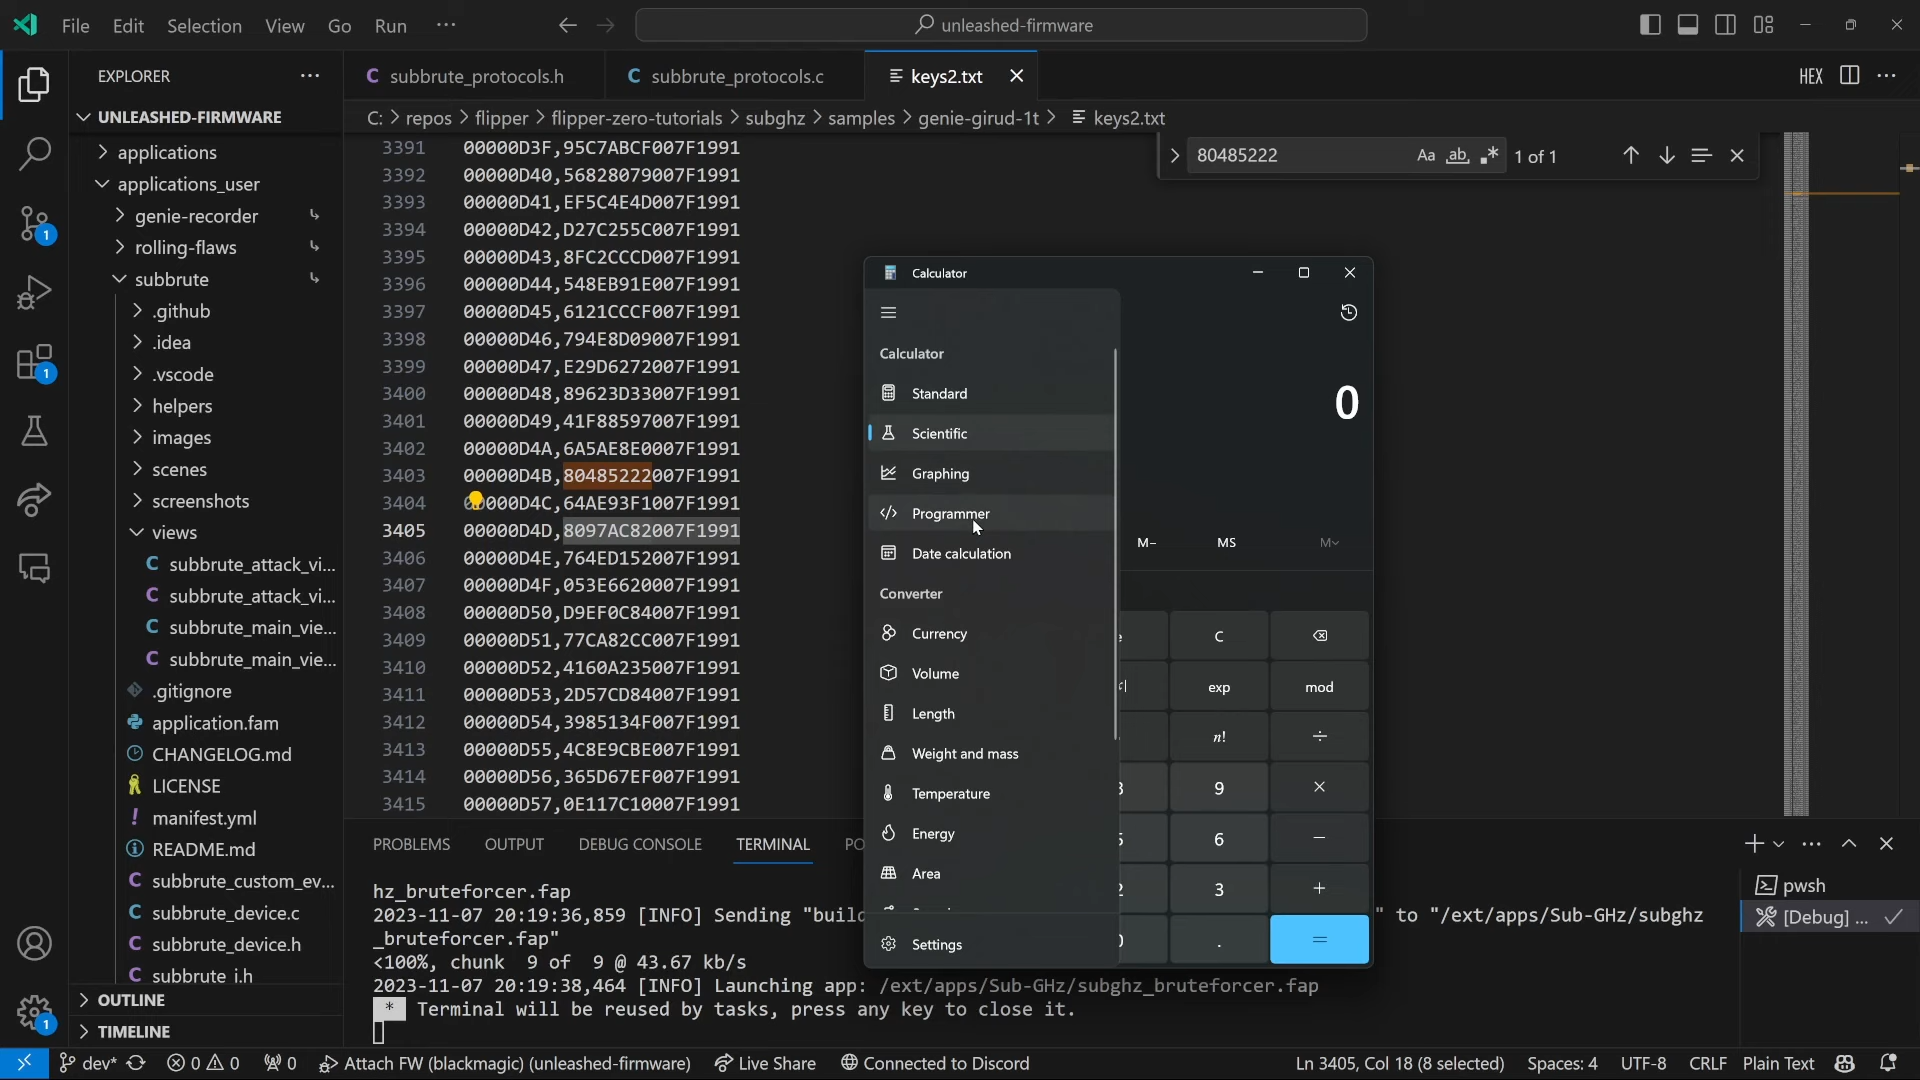 File Edit Selection View Go Run ···
unleashed-firmware
EXPLORER
UNLEASHED-FIRMWARE
applications
applications_user
genie-recorder
rolling-flaws
subbrute
.github
.idea
.vscode
helpers
images
scenes
screenshots
views
subbrute_attack_vi...
subbrute_attack_vi...
subbrute_main_vie...
subbrute_main_vie...
.gitignore
application.fam
CHANGELOG.md
LICENSE
manifest.yml
README.md
subbrute_custom_ev...
subbrute_device.c
subbrute_device.h
subbrute_i.h
OUTLINE
TIMELINE
C subbrute_protocols.h
C subbrute_protocols.c
keys2.txt
HEX
C: > repos > flipper > flipper-zero-tutorials > subghz > samples > genie-girud-1t > keys2.txt
80485222 Aa ab .* 1 of 1
3391 00000D3F,95C7ABCF007F1991
3392 00000D40,56828079007F1991
3393 00000D41,EF5C4E4D007F1991
3394 00000D42,D27C255C007F1991
3395 00000D43,8FC2CCCD007F1991
3396 00000D44,548EB91E007F1991
3397 00000D45,6121CCCF007F1991
3398 00000D46,794E8D09007F1991
3399 00000D47,E29D6272007F1991
3400 00000D48,89623D33007F1991
3401 00000D49,41F88597007F1991
3402 00000D4A,6A5AE8E0007F1991
3403 00000D4B,80485222007F1991
3404 000D4C,64AE93F1007F1991
3405 00000D4D,8097AC82007F1991
3406 00000D4E,764ED152007F1991
3407 00000D4F,053E6620007F1991
3408 00000D50,D9EF0C84007F1991
3409 00000D51,77CA82CC007F1991
3410 00000D52,4160A235007F1991
3411 00000D53,2D57CD84007F1991
3412 00000D54,3985134F007F1991
3413 00000D55,4C8E9CBE007F1991
3414 00000D56,365D67EF007F1991
3415 00000D57,0E117C10007F1991
Calculator
Calculator
Standard
Scientific
Graphing
Programmer
Date calculation
Converter
Currency
Volume
Length
Weight and mass
Temperature
Energy
Area
Settings
0
M- MS M
C
exp mod
n! ÷
9 ×
6 −
3 +
. =
PROBLEMS OUTPUT DEBUG CONSOLE TERMINAL PO
hz_bruteforcer.fap
2023-11-07 20:19:36,859 [INFO] Sending "build " to "/ext/apps/Sub-GHz/subghz
_bruteforcer.fap"
<100%, chunk 9 of 9 @ 43.67 kb/s
2023-11-07 20:19:38,464 [INFO] Launching app: /ext/apps/Sub-GHz/subghz_bruteforcer.fap
* Terminal will be reused by tasks, press any key to close it.
pwsh
[Debug] ...
dev* 0 0 0 Attach FW (blackmagic) (unleashed-firmware) Live Share Connected to Discord Ln 3405, Col 18 (8 selected) Spaces: 4 UTF-8 CRLF Plain Text
1
1
1